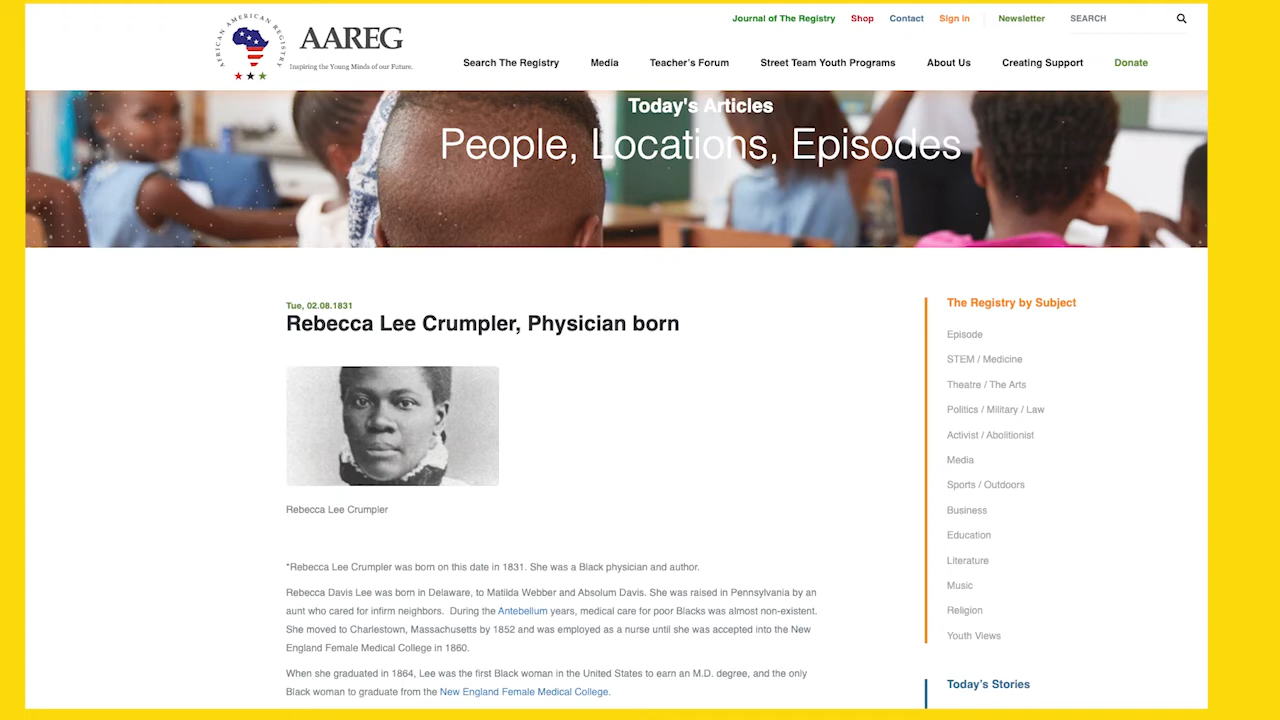 Journal of The Registry Shop Contact Sign in Newsletter SEARCH
AFRICAN AMERICAN REGISTRY
AAREG
Inspiring the Young Minds of our Future.
Search The Registry Media Teacher's Forum Street Team Youth Programs About Us Creating Support Donate
Today's Articles
People, Locations, Episodes
Tue, 02.08.1831
Rebecca Lee Crumpler, Physician born
Rebecca Lee Crumpler
*Rebecca Lee Crumpler was born on this date in 1831. She was a Black physician and author.
Rebecca Davis Lee was born in Delaware, to Matilda Webber and Absolum Davis. She was raised in Pennsylvania by an
aunt who cared for infirm neighbors. During the Antebellum years, medical care for poor Blacks was almost non-existent.
She moved to Charlestown, Massachusetts by 1852 and was employed as a nurse until she was accepted into the New
England Female Medical College in 1860.
When she graduated in 1864, Lee was the first Black woman in the United States to earn an M.D. degree, and the only
Black woman to graduate from the New England Female Medical College.
The Registry by Subject
Episode
STEM / Medicine
Theatre / The Arts
Politics / Military / Law
Activist / Abolitionist
Media
Sports / Outdoors
Business
Education
Literature
Music
Religion
Youth Views
Today's Stories